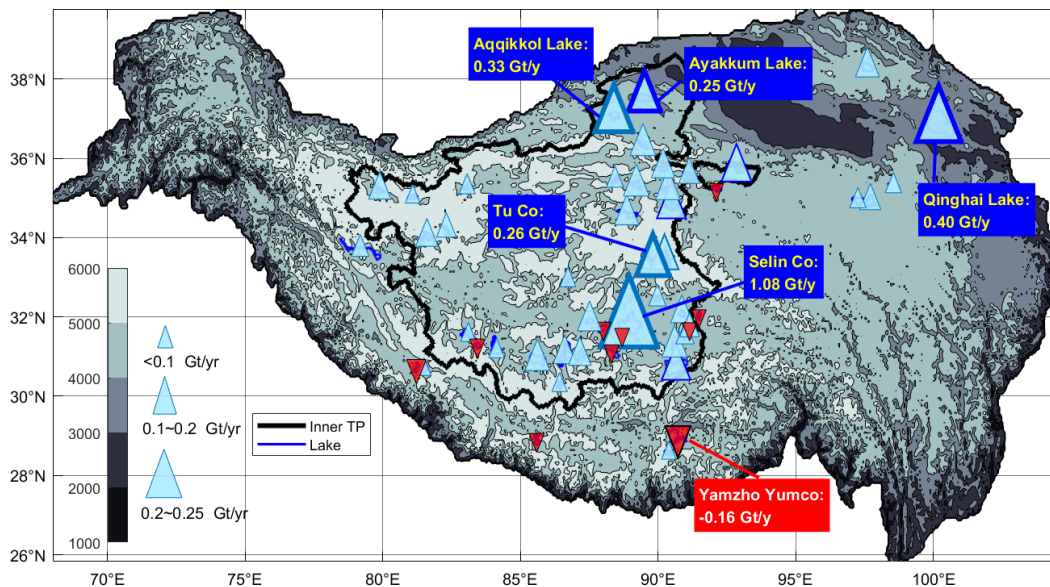 Aqqikkol Lake:
0.33 Gt/y
Ayakkum Lake:
0.25 Gt/y
Qinghai Lake:
0.40 Gt/y
Tu Co:
0.26 Gt/y
Selin Co:
1.08 Gt/y
Yamzho Yumco:
-0.16 Gt/y
38°N
36°N
34°N
32°N
30°N
28°N
26°N
6000
5000
4000
3000
2000
1000
<0.1 Gt/yr
0.1~0.2 Gt/yr
0.2~0.25 Gt/yr
Inner TP
Lake
70°E
75°E
80°E
85°E
90°E
95°E
100°E